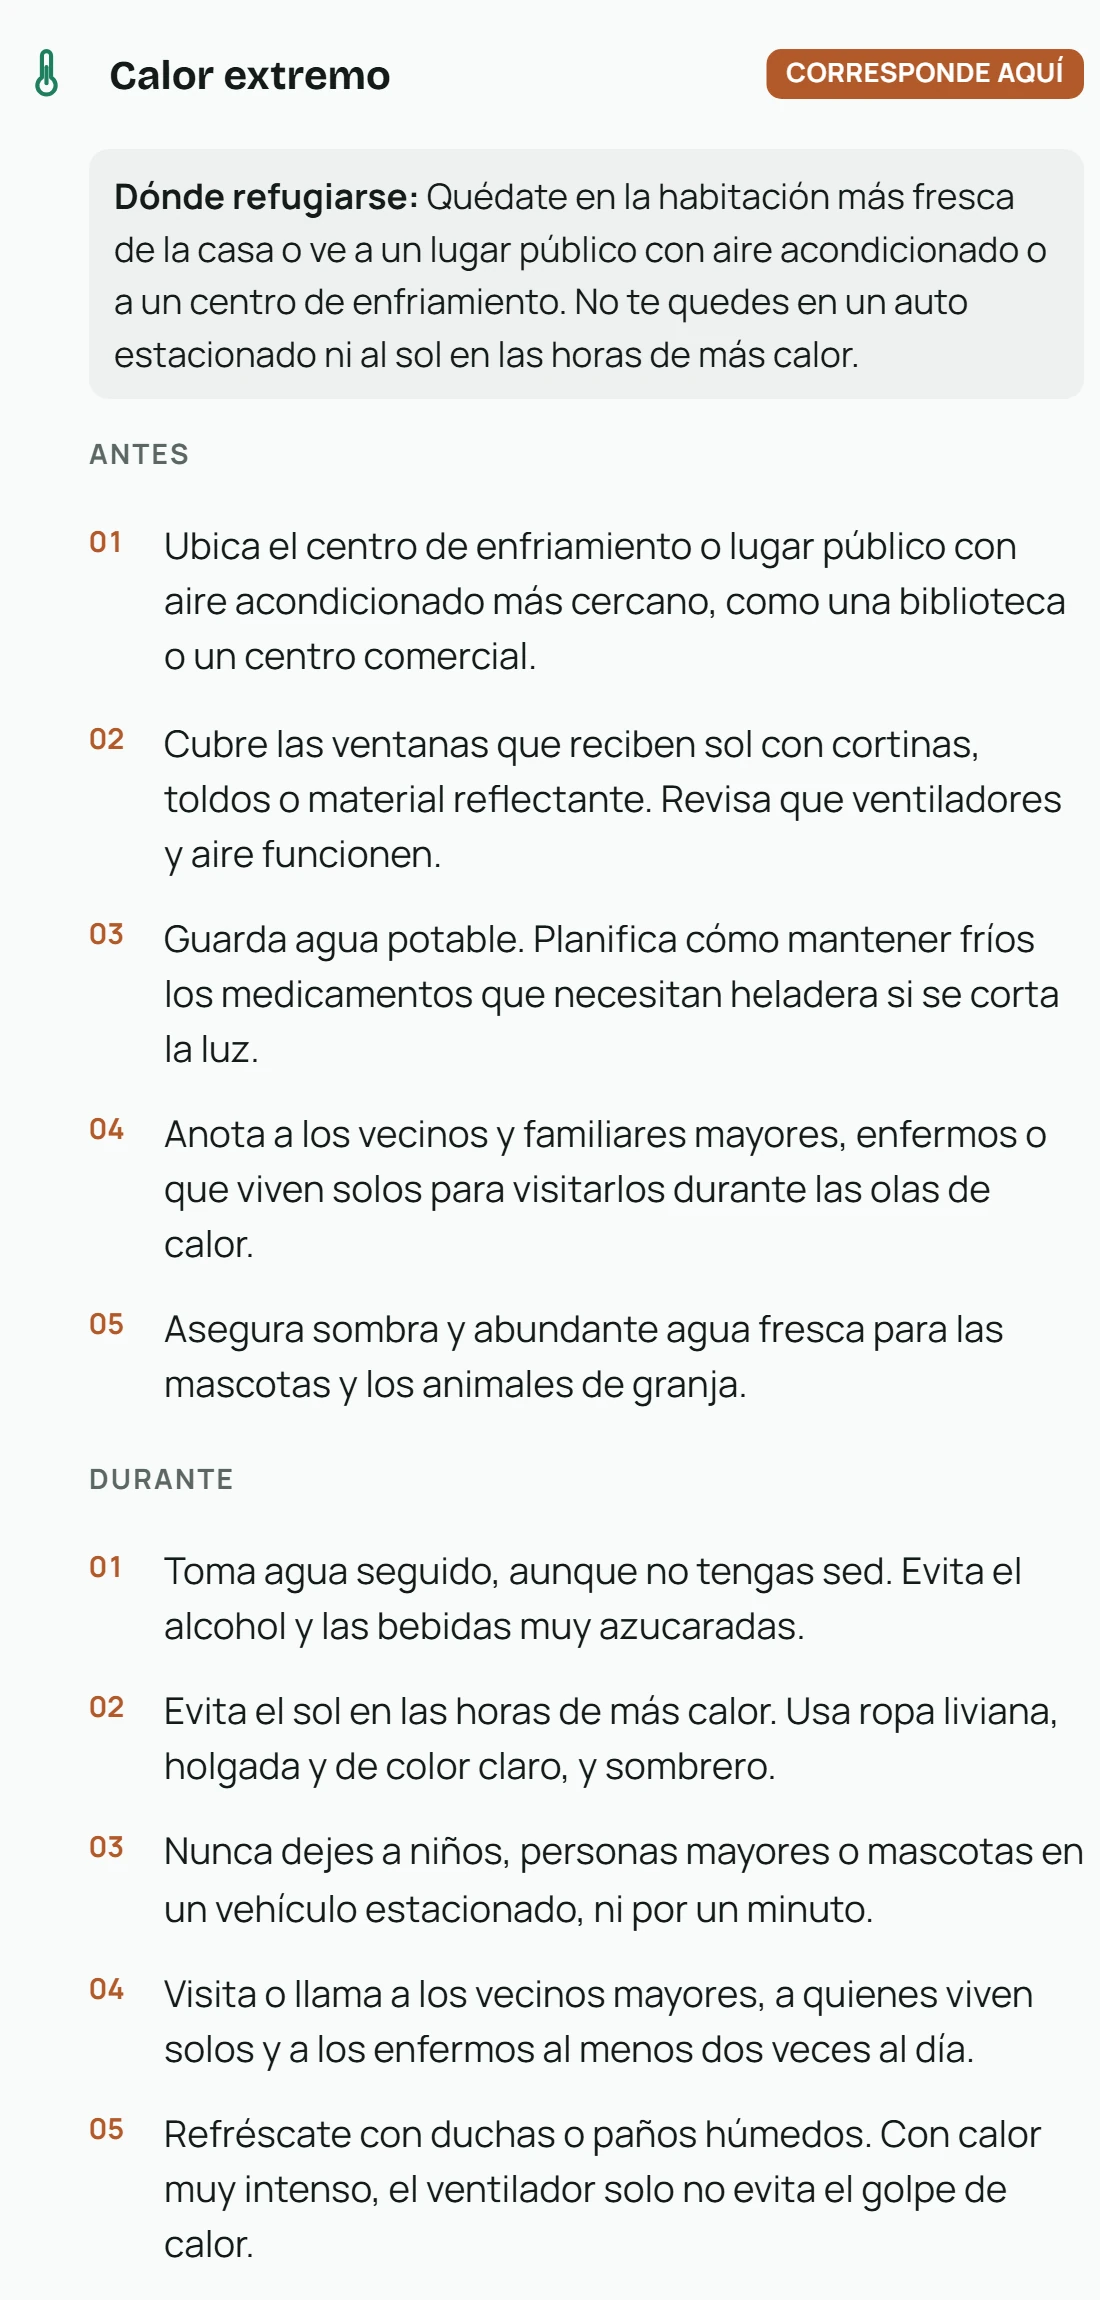 Calor extremo
CORRESPONDE AQUÍ
Dónde refugiarse: Quédate en la habitación más fresca
de la casa o ve a un lugar público con aire acondicionado o
a un centro de enfriamiento. No te quedes en un auto
estacionado ni al sol en las horas de más calor.
ANTES
01 Ubica el centro de enfriamiento o lugar público con
aire acondicionado más cercano, como una biblioteca
o un centro comercial.
02 Cubre las ventanas que reciben sol con cortinas,
toldos o material reflectante. Revisa que ventiladores
y aire funcionen.
03 Guarda agua potable. Planifica cómo mantener fríos
los medicamentos que necesitan heladera si se corta
la luz.
04 Anota a los vecinos y familiares mayores, enfermos o
que viven solos para visitarlos durante las olas de
calor.
05 Asegura sombra y abundante agua fresca para las
mascotas y los animales de granja.
DURANTE
01 Toma agua seguido, aunque no tengas sed. Evita el
alcohol y las bebidas muy azucaradas.
02 Evita el sol en las horas de más calor. Usa ropa liviana,
holgada y de color claro, y sombrero.
03 Nunca dejes a niños, personas mayores o mascotas en
un vehículo estacionado, ni por un minuto.
04 Visita o llama a los vecinos mayores, a quienes viven
solos y a los enfermos al menos dos veces al día.
05 Refréscate con duchas o paños húmedos. Con calor
muy intenso, el ventilador solo no evita el golpe de
calor.